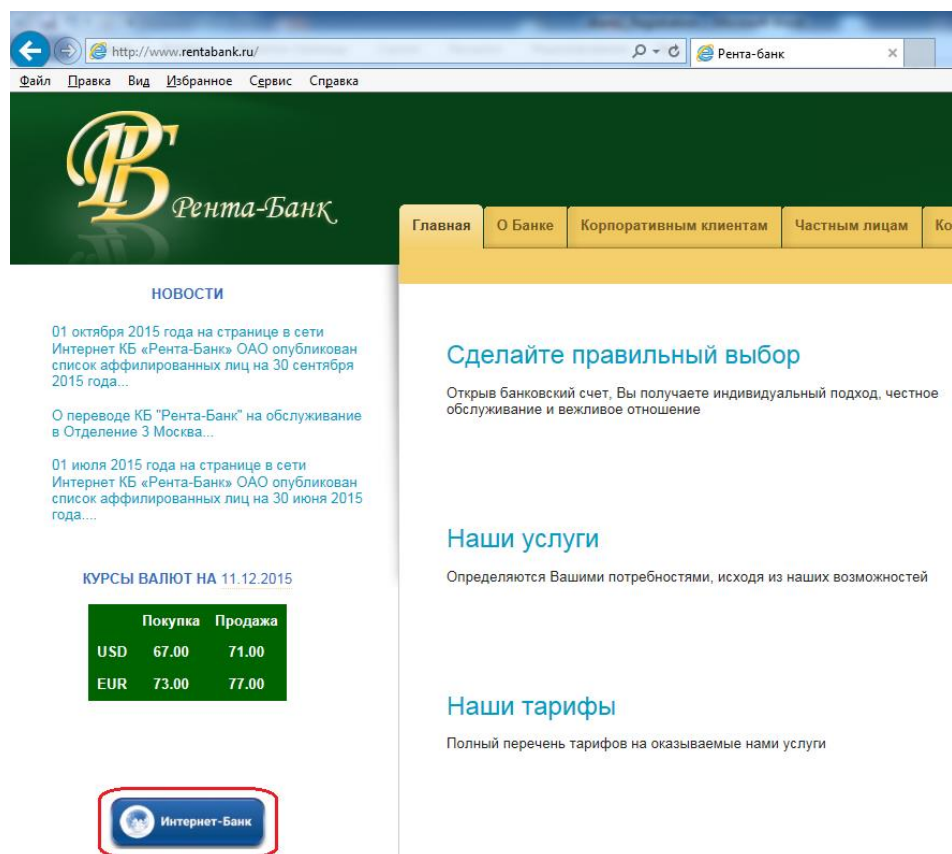 http://www.rentabank.ru/
Рента-банк
Файл Правка Вид Избранное Сервис Справка
РБ
Рента-Банк
Главная О Банке Корпоративным клиентам Частным лицам
НОВОСТИ
01 октября 2015 года на странице в сети
Интернет КБ «Рента-Банк» ОАО опубликован
список аффилированных лиц на 30 сентября
2015 года...
О переводе КБ "Рента-Банк" на обслуживание
в Отделение 3 Москва...
01 июля 2015 года на странице в сети
Интернет КБ «Рента-Банк» ОАО опубликован
список аффилированных лиц на 30 июня 2015
года....
КУРСЫ ВАЛЮТ НА 11.12.2015
Покупка Продажа
USD 67.00 71.00
EUR 73.00 77.00
Интернет-Банк
Сделайте правильный выбор
Открыв банковский счет, Вы получаете индивидуальный подход, честное
обслуживание и вежливое отношение
Наши услуги
Определяются Вашими потребностями, исходя из наших возможностей
Наши тарифы
Полный перечень тарифов на оказываемые нами услуги